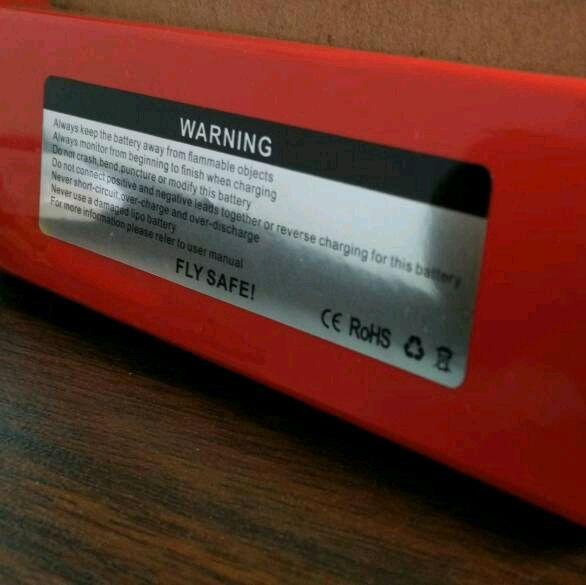 WARNING
Always keep the battery away from flammable objects
Always monitor from beginning to finish when charging
Do not crash,bend,puncture or modify this battery
Do not connect positive and negative leads together or reverse charging for this battery
Never short-circuit,over-charge and over-discharge
Never use a damaged lipo battery
For more information please refer to user manual
FLY SAFE!
CE RoHS